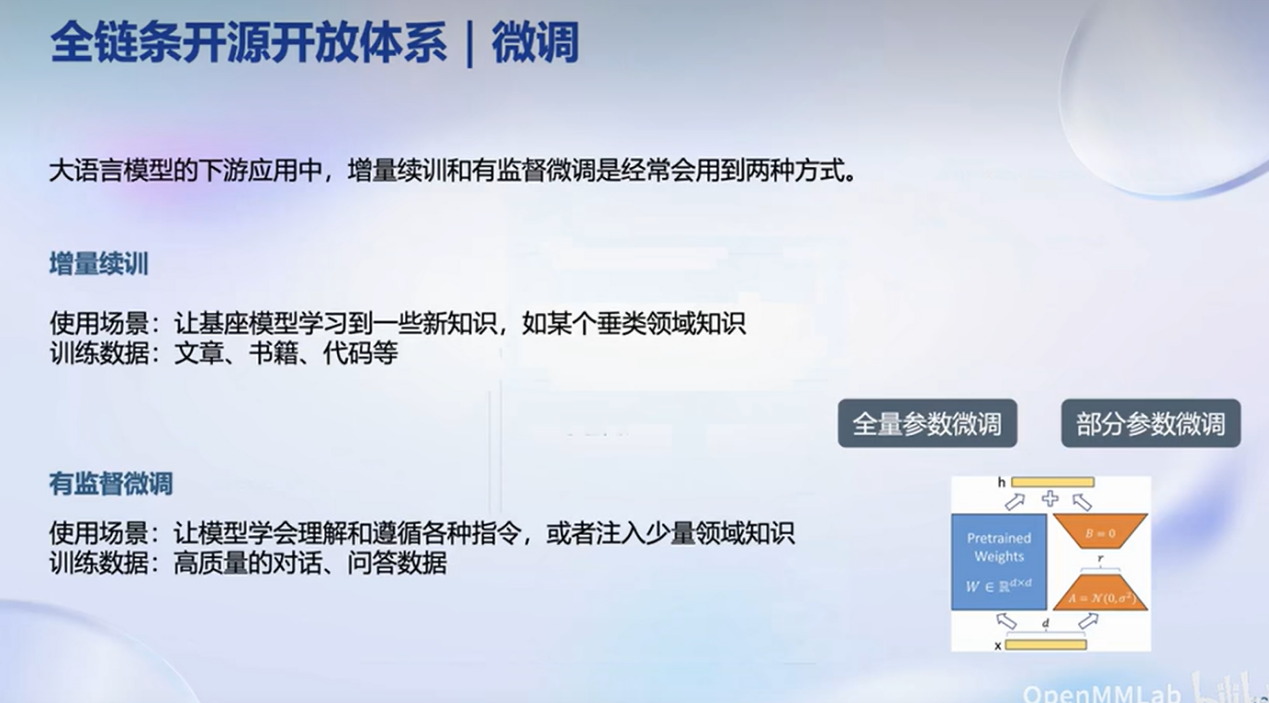 全链条开源开放体系 | 微调
大语言模型的下游应用中，增量续训和有监督微调是经常会用到两种方式。
增量续训
使用场景：让基座模型学习到一些新知识，如某个垂类领域知识
训练数据：文章、书籍、代码等
全量参数微调
部分参数微调
有监督微调
使用场景：让模型学会理解和遵循各种指令，或者注入少量领域知识
训练数据：高质量的对话、问答数据
h
Pretrained
Weights
W ∈ ℝ^{d×d}
B = 0
r
A = 𝒩(0, σ²)
d
x
OpenMMLab
bilibili